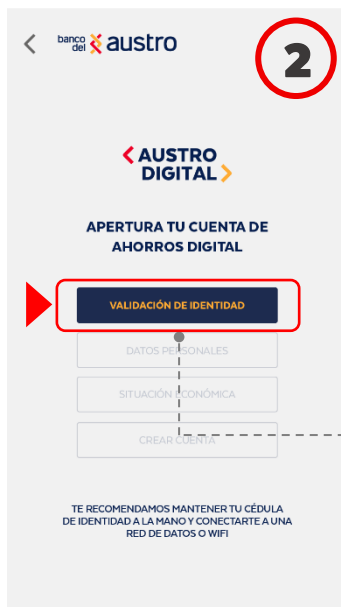 banco del austro
2
AUSTRO
DIGITAL
APERTURA TU CUENTA DE
AHORROS DIGITAL
VALIDACIÓN DE IDENTIDAD
DATOS PERSONALES
SITUACIÓN ECONÓMICA
CREAR CUENTA
TE RECOMENDAMOS MANTENER TU CÉDULA
DE IDENTIDAD A LA MANO Y CONECTARTE A UNA
RED DE DATOS O WIFI